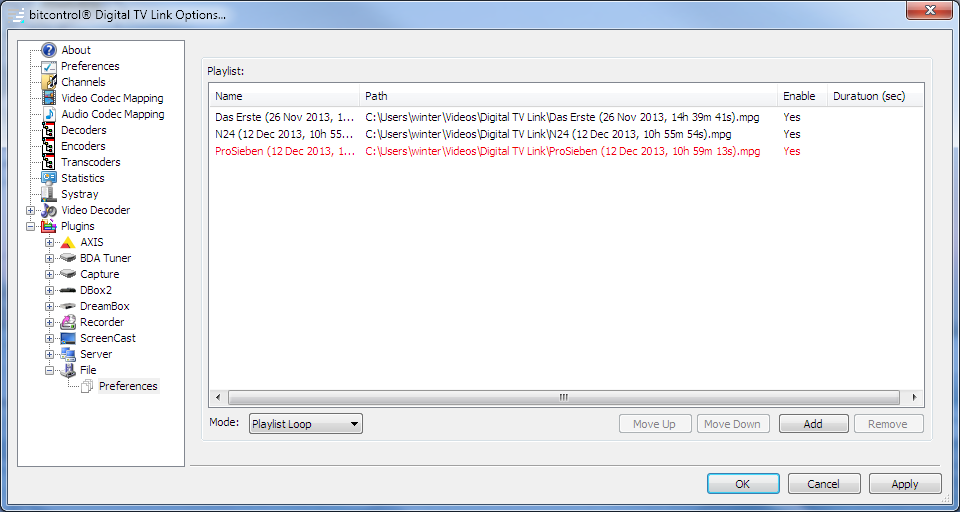 bitcontrol® Digital TV Link Options...
About
Preferences
Channels
Video Codec Mapping
Audio Codec Mapping
Decoders
Encoders
Transcoders
Statistics
Systray
Video Decoder
Plugins
AXIS
BDA Tuner
Capture
DBox2
DreamBox
Recorder
ScreenCast
Server
File
Preferences
Playlist:
Name Path Enable Duratuon (sec)
Das Erste (26 Nov 2013, 1... C:\Users\winter\Videos\Digital TV Link\Das Erste (26 Nov 2013, 14h 39m 41s).mpg Yes
N24 (12 Dec 2013, 10h 55... C:\Users\winter\Videos\Digital TV Link\N24 (12 Dec 2013, 10h 55m 54s).mpg Yes
ProSieben (12 Dec 2013, 1... C:\Users\winter\Videos\Digital TV Link\ProSieben (12 Dec 2013, 10h 59m 13s).mpg Yes
Mode: Playlist Loop Move Up Move Down Add Remove
OK Cancel Apply